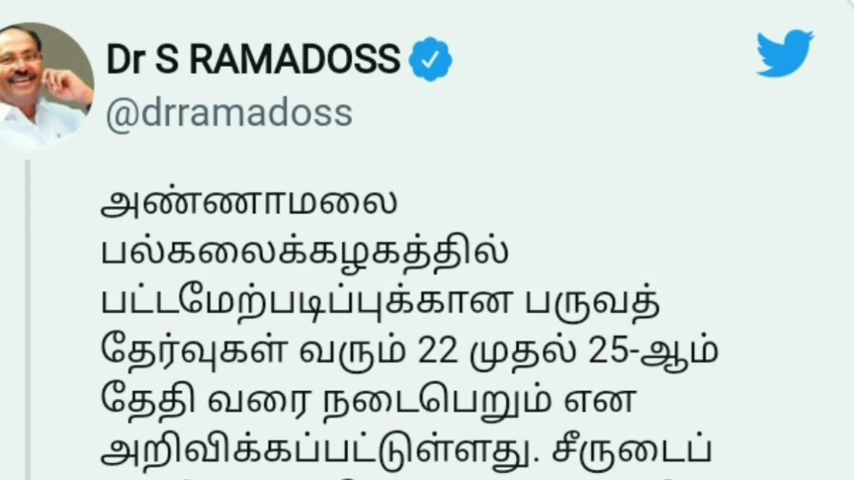 Dr S RAMADOSS
@drramadoss
அண்ணாமலை
பல்கலைக்கழகத்தில்
பட்டமேற்படிப்புக்கான பருவத்
தேர்வுகள் வரும் 22 முதல் 25-ஆம்
தேதி வரை நடைபெறும் என
அறிவிக்கப்பட்டுள்ளது. சீருடைப்